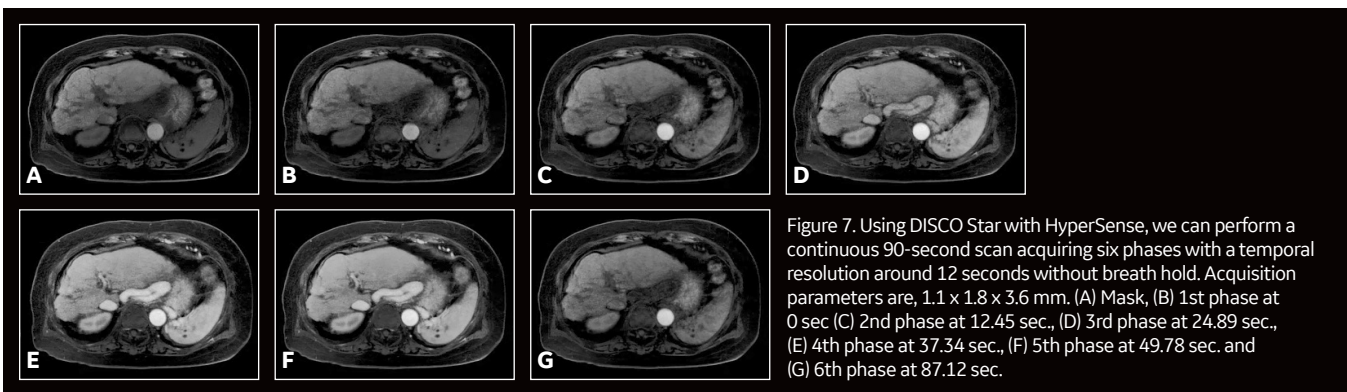 A
B
C
D
E
F
G
Figure 7. Using DISCO Star with HyperSense, we can perform a
continuous 90-second scan acquiring six phases with a temporal
resolution around 12 seconds without breath hold. Acquisition
parameters are, 1.1 x 1.8 x 3.6 mm. (A) Mask, (B) 1st phase at
0 sec (C) 2nd phase at 12.45 sec., (D) 3rd phase at 24.89 sec.,
(E) 4th phase at 37.34 sec., (F) 5th phase at 49.78 sec. and
(G) 6th phase at 87.12 sec.